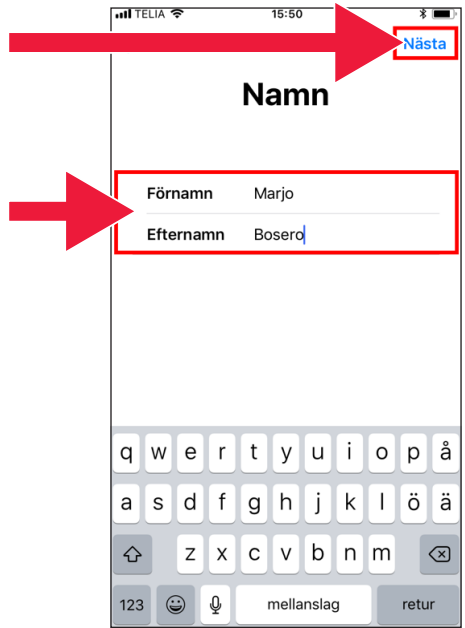 TELIA 15:50
Nästa
Namn
Förnamn Marjo
Efternamn Bosero
q w e r t y u i o p å
a s d f g h j k l ö ä
z x c v b n m
123 mellanslag retur